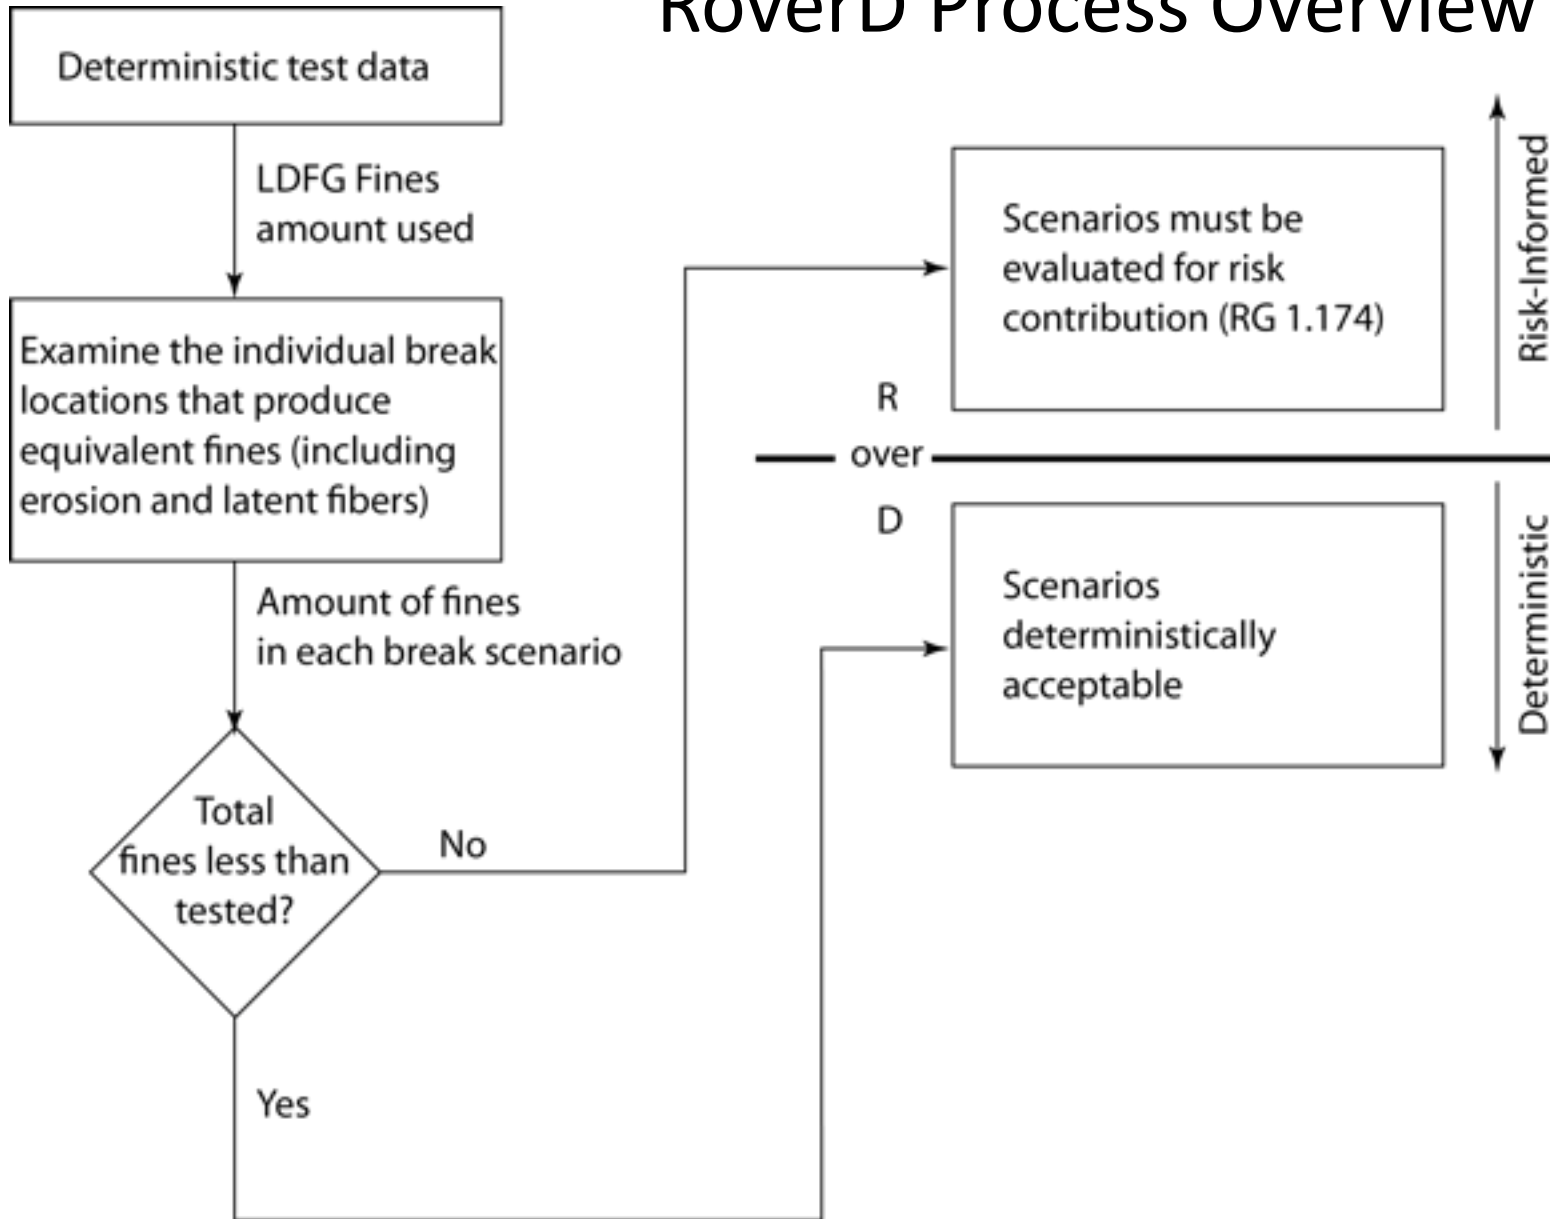 RoverD Process Overview
Deterministic test data
LDFG Fines
amount used
Examine the individual break
locations that produce
equivalent fines (including
erosion and latent fibers)
Amount of fines
in each break scenario
Total
fines less than
tested?
No
Yes
Scenarios must be
evaluated for risk
contribution (RG 1.174)
R
over
D
Scenarios
deterministically
acceptable
Risk-Informed
Deterministic